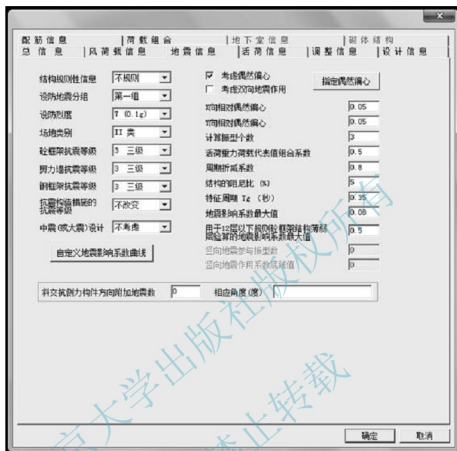 配筋信息 荷载组合 地下室信息 砌体结构
总信息 风荷载信息 地震信息 活荷信息 调整信息 设计信息
结构规则性信息 不规则
设防地震分组 第一组
设防烈度 7 (0.1g)
场地类别 II 类
砼框架抗震等级 3 三级
剪力墙抗震等级 3 三级
钢框架抗震等级 3 三级
抗震构造措施的
抗震等级 不改变
中震(或大震)设计 不考虑
自定义地震影响系数曲线
考虑偶然偏心 指定偶然偏心
考虑双向地震作用
X向相对偶然偏心 0.05
Y向相对偶然偏心 0.05
计算振型个数 3
活荷重力荷载代表值组合系数 0.5
周期折减系数 0.8
结构的阻尼比 (%) 5
特征周期 Tg (秒) 0.35
地震影响系数最大值 0.08
用于12层以下规则砼框架结构薄弱
层验算的地震影响系数最大值 0.5
竖向地震参与振型数 0
竖向地震作用系数底线值 0
斜交抗侧力构件方向附加地震数 0 相应角度(度)
确定 取消
京大学出版社版权所有
禁止转载